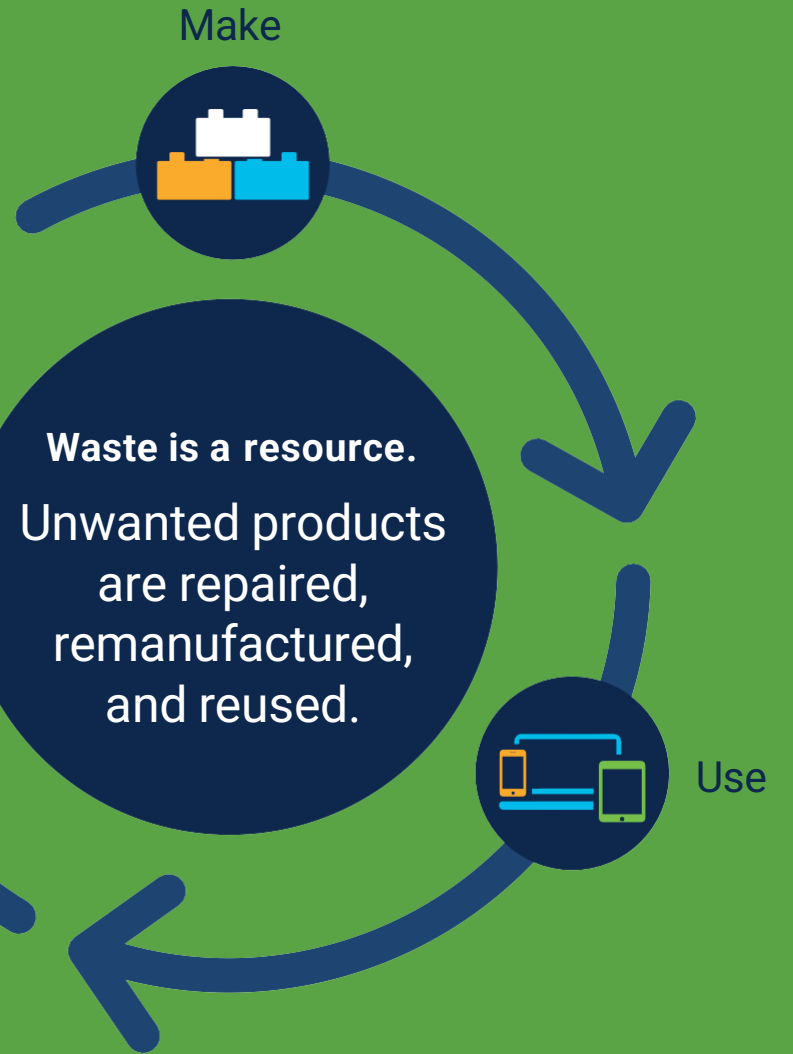 Make
Waste is a resource.
Unwanted products
are repaired,
remanufactured,
and reused.
Use